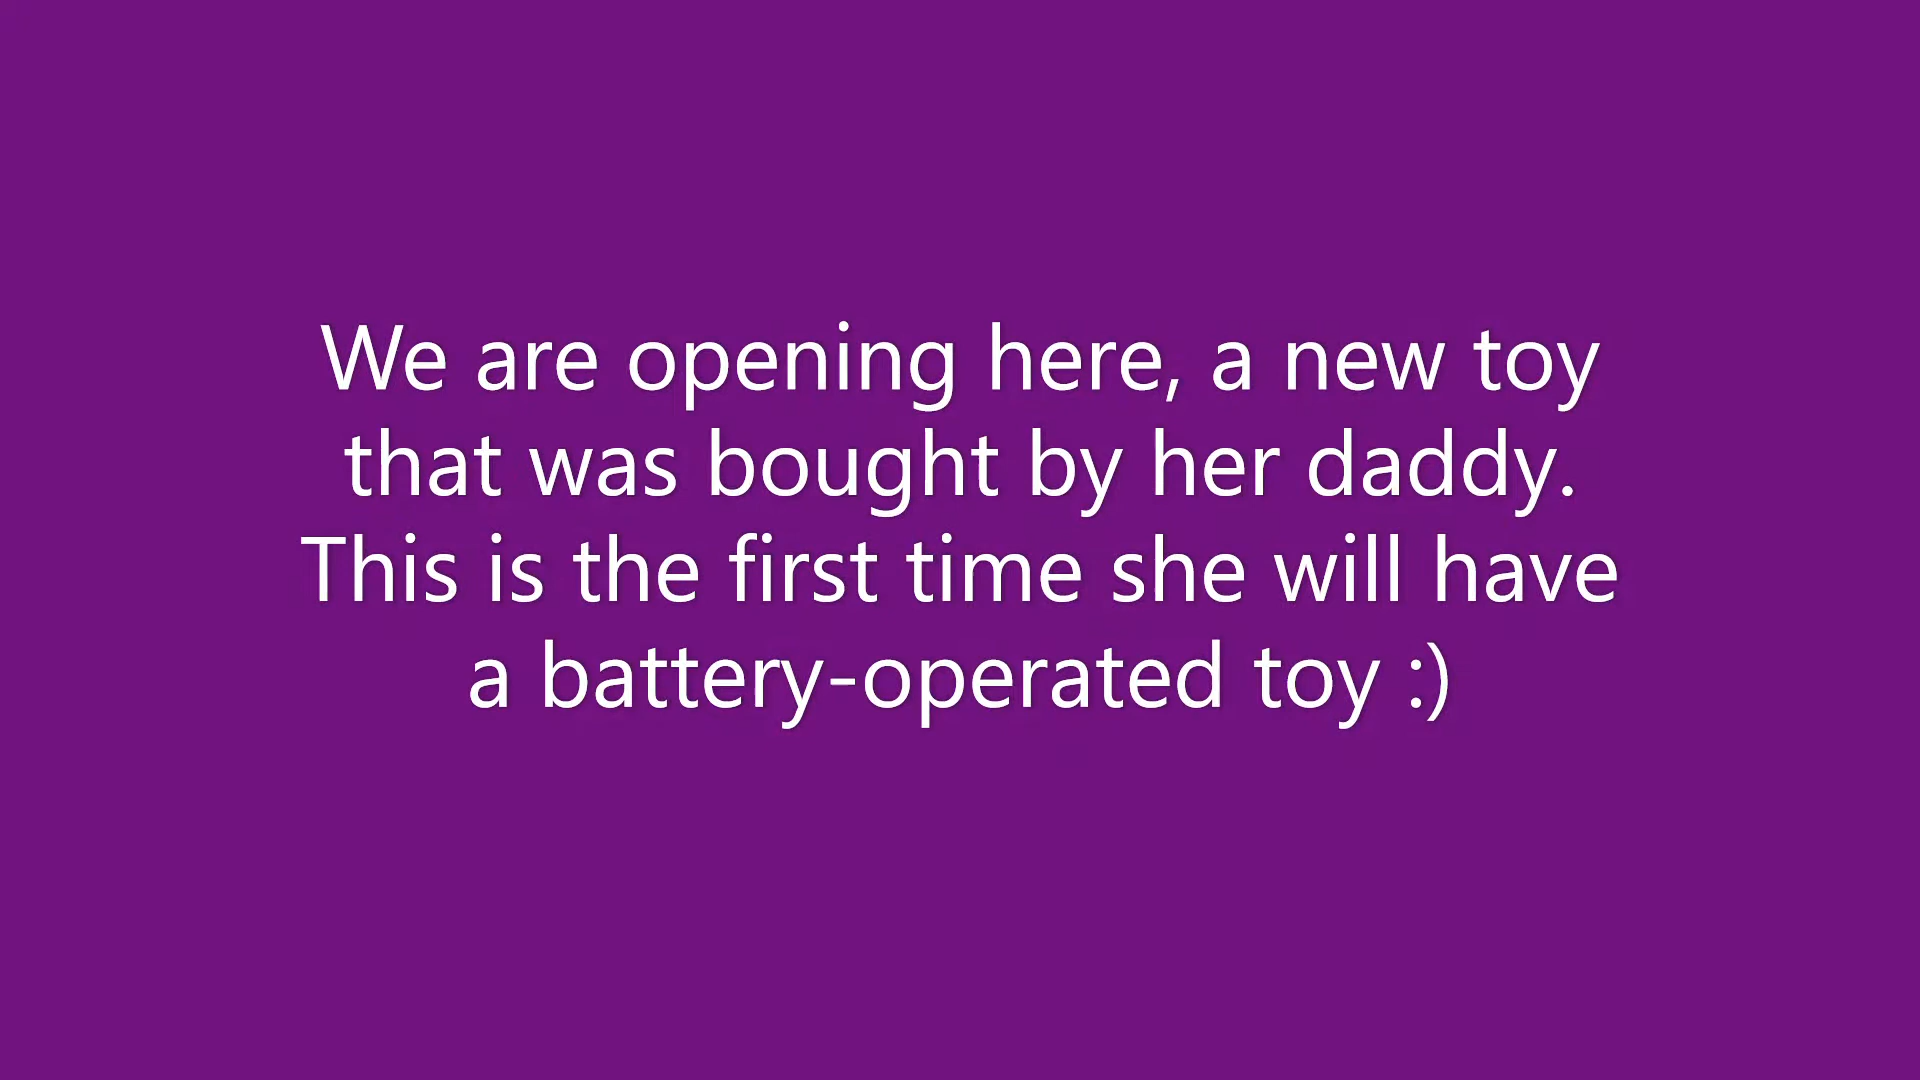 We are opening here, a new toy
that was bought by her daddy.
This is the first time she will have
a battery-operated toy :)